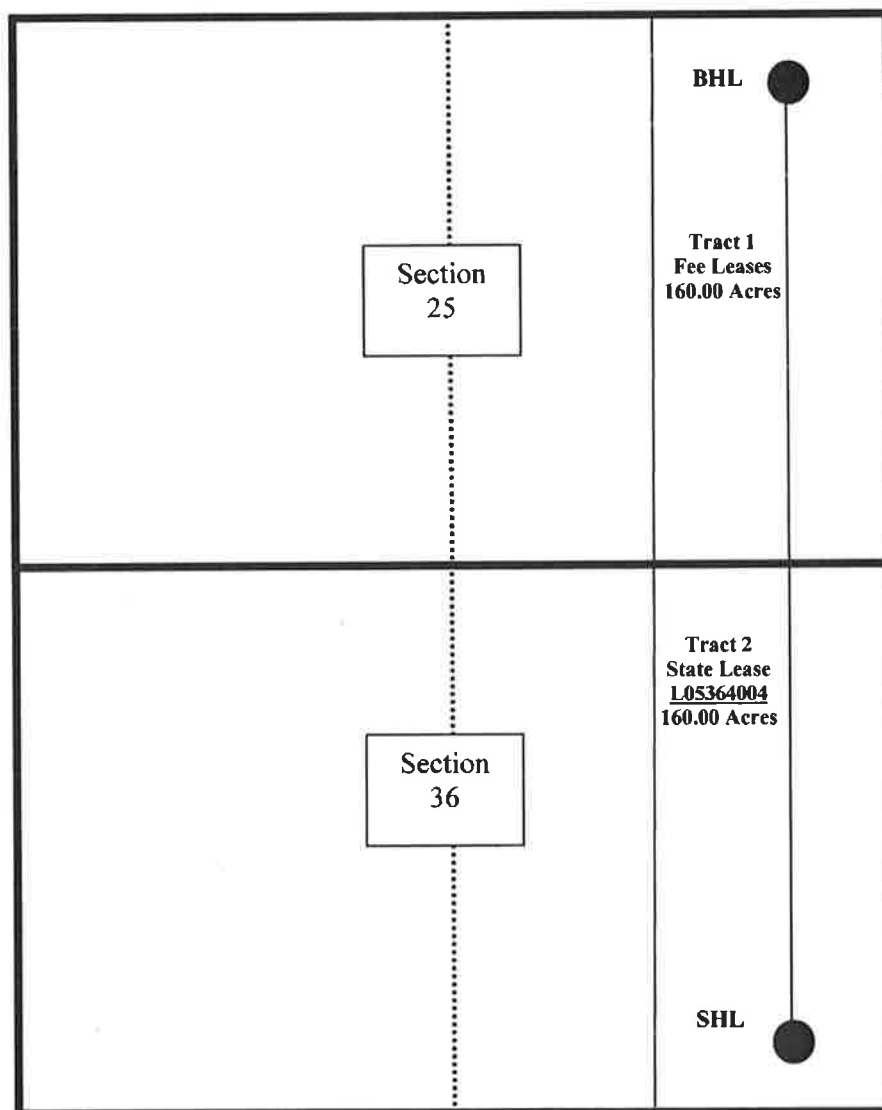 BHL
Tract 1
Fee Leases
160.00 Acres
Section
25
Tract 2
State Lease
L05364004
160.00 Acres
Section
36
SHL